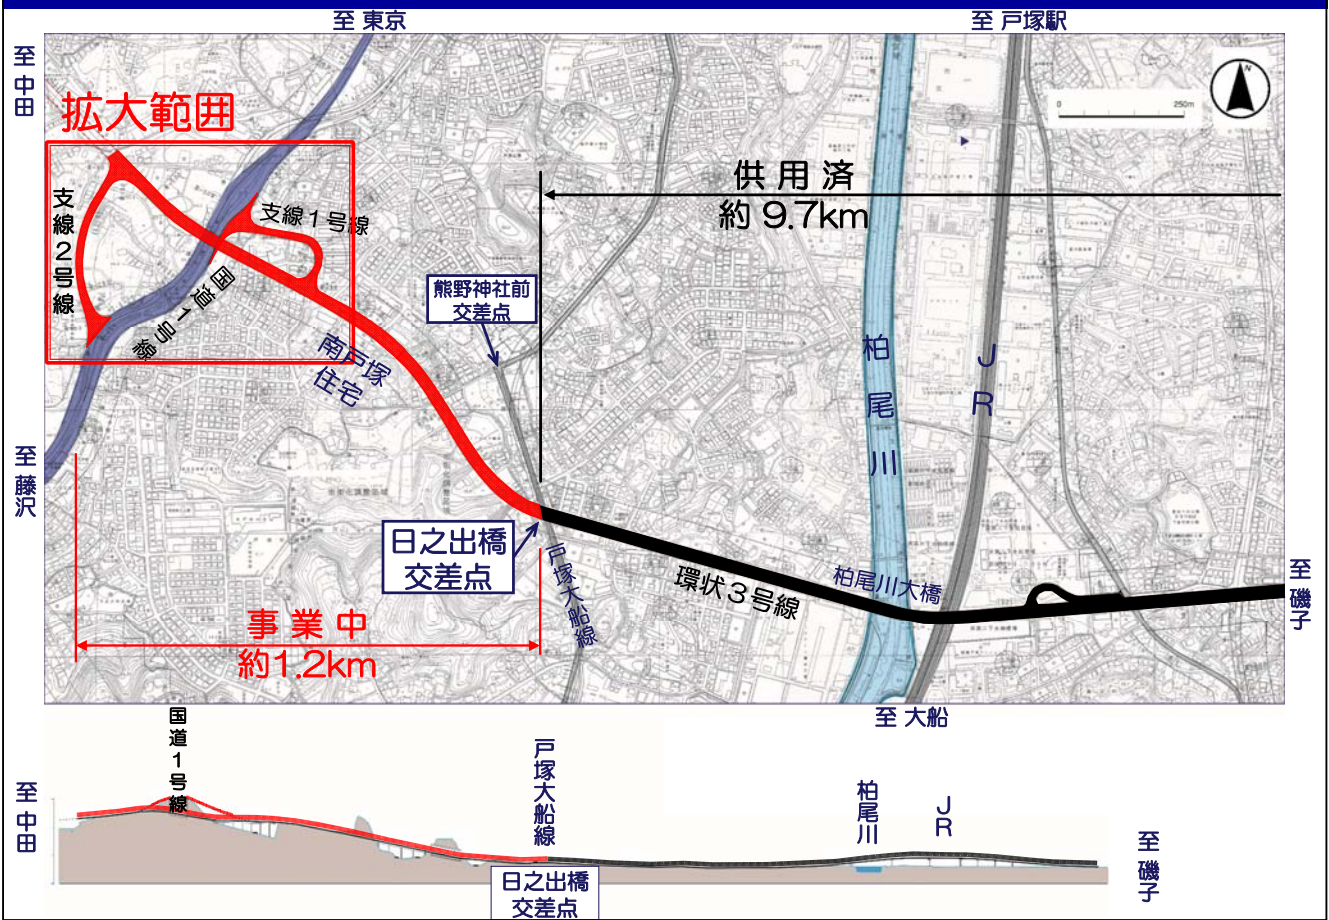 至 東京
至 戸塚駅
至 中田
拡大範囲
N
0 250m
供用済
約 9.7km
支線2号線
支線1号線
国道1号線
熊野神社前
交差点
南戸塚
住宅
柏尾川
JR
至 藤沢
日之出橋
交差点
戸塚大船線
環状3号線
柏尾川大橋
至 磯子
事業中
約1.2km
至 大船
国道1号線
戸塚大船線
柏尾川
JR
至 中田
至 磯子
日之出橋
交差点